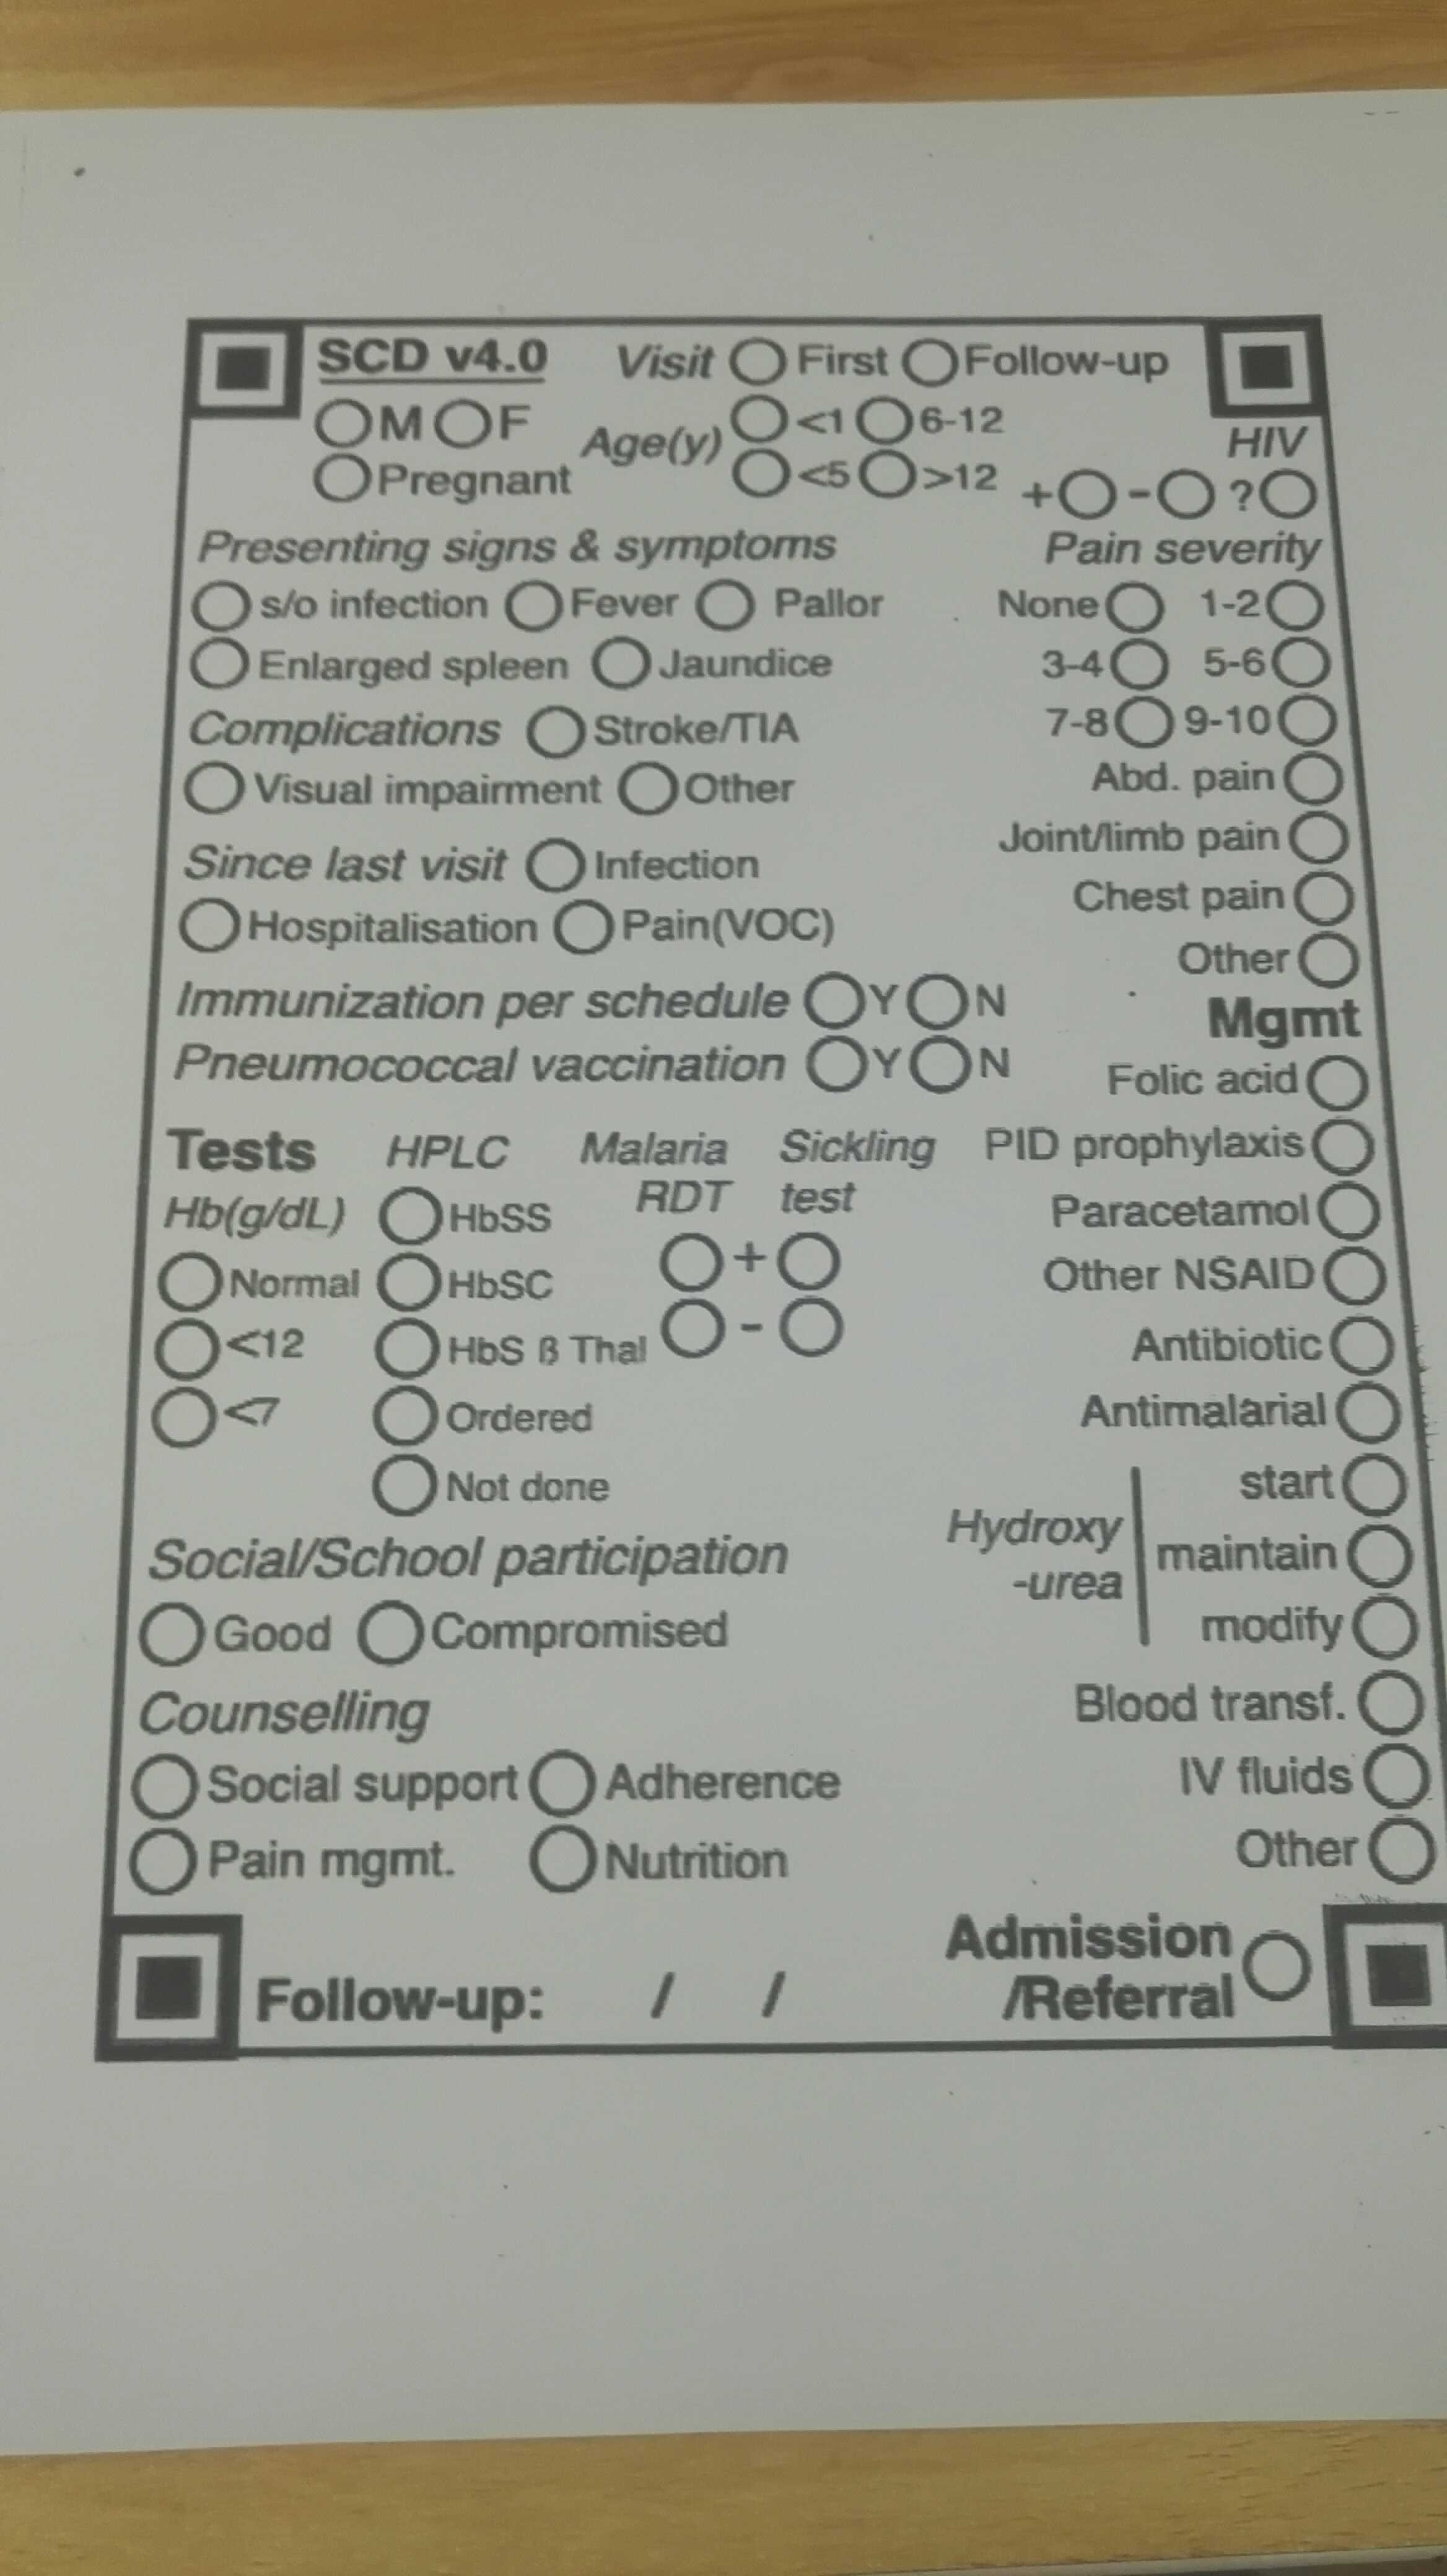 SCD v4.0 Visit First Follow-up
M F Age(y) <1 6-12 HIV
Pregnant <5 >12 + - ?
Presenting signs & symptoms
s/o infection Fever Pallor
Enlarged spleen Jaundice
Complications Stroke/TIA
Visual impairment Other
Since last visit Infection
Hospitalisation Pain(VOC)
Immunization per schedule Y N
Pneumococcal vaccination Y N
Pain severity
None 1-2
3-4 5-6
7-8 9-10
Abd. pain
Joint/limb pain
Chest pain
Other
Tests HPLC Malaria Sickling
Hb(g/dL) HbSS RDT test
Normal HbSC +
<12 HbS ß Thal -
<7 Ordered
Not done
Social/School participation
Good Compromised
Counselling
Social support Adherence
Pain mgmt. Nutrition
Mgmt
Folic acid
PID prophylaxis
Paracetamol
Other NSAID
Antibiotic
Antimalarial
Hydroxy
-urea
start
maintain
modify
Blood transf.
IV fluids
Other
Follow-up: / /
Admission
/Referral